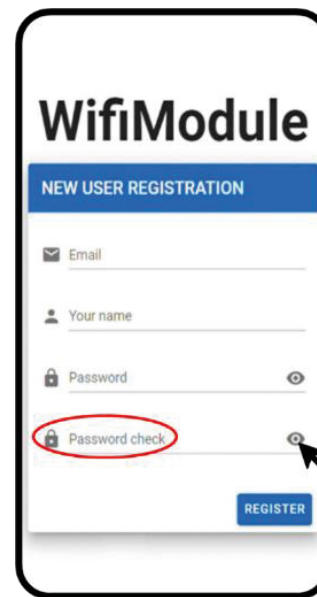 WifiModule
NEW USER REGISTRATION
Email
Your name
Password
Password check
REGISTER